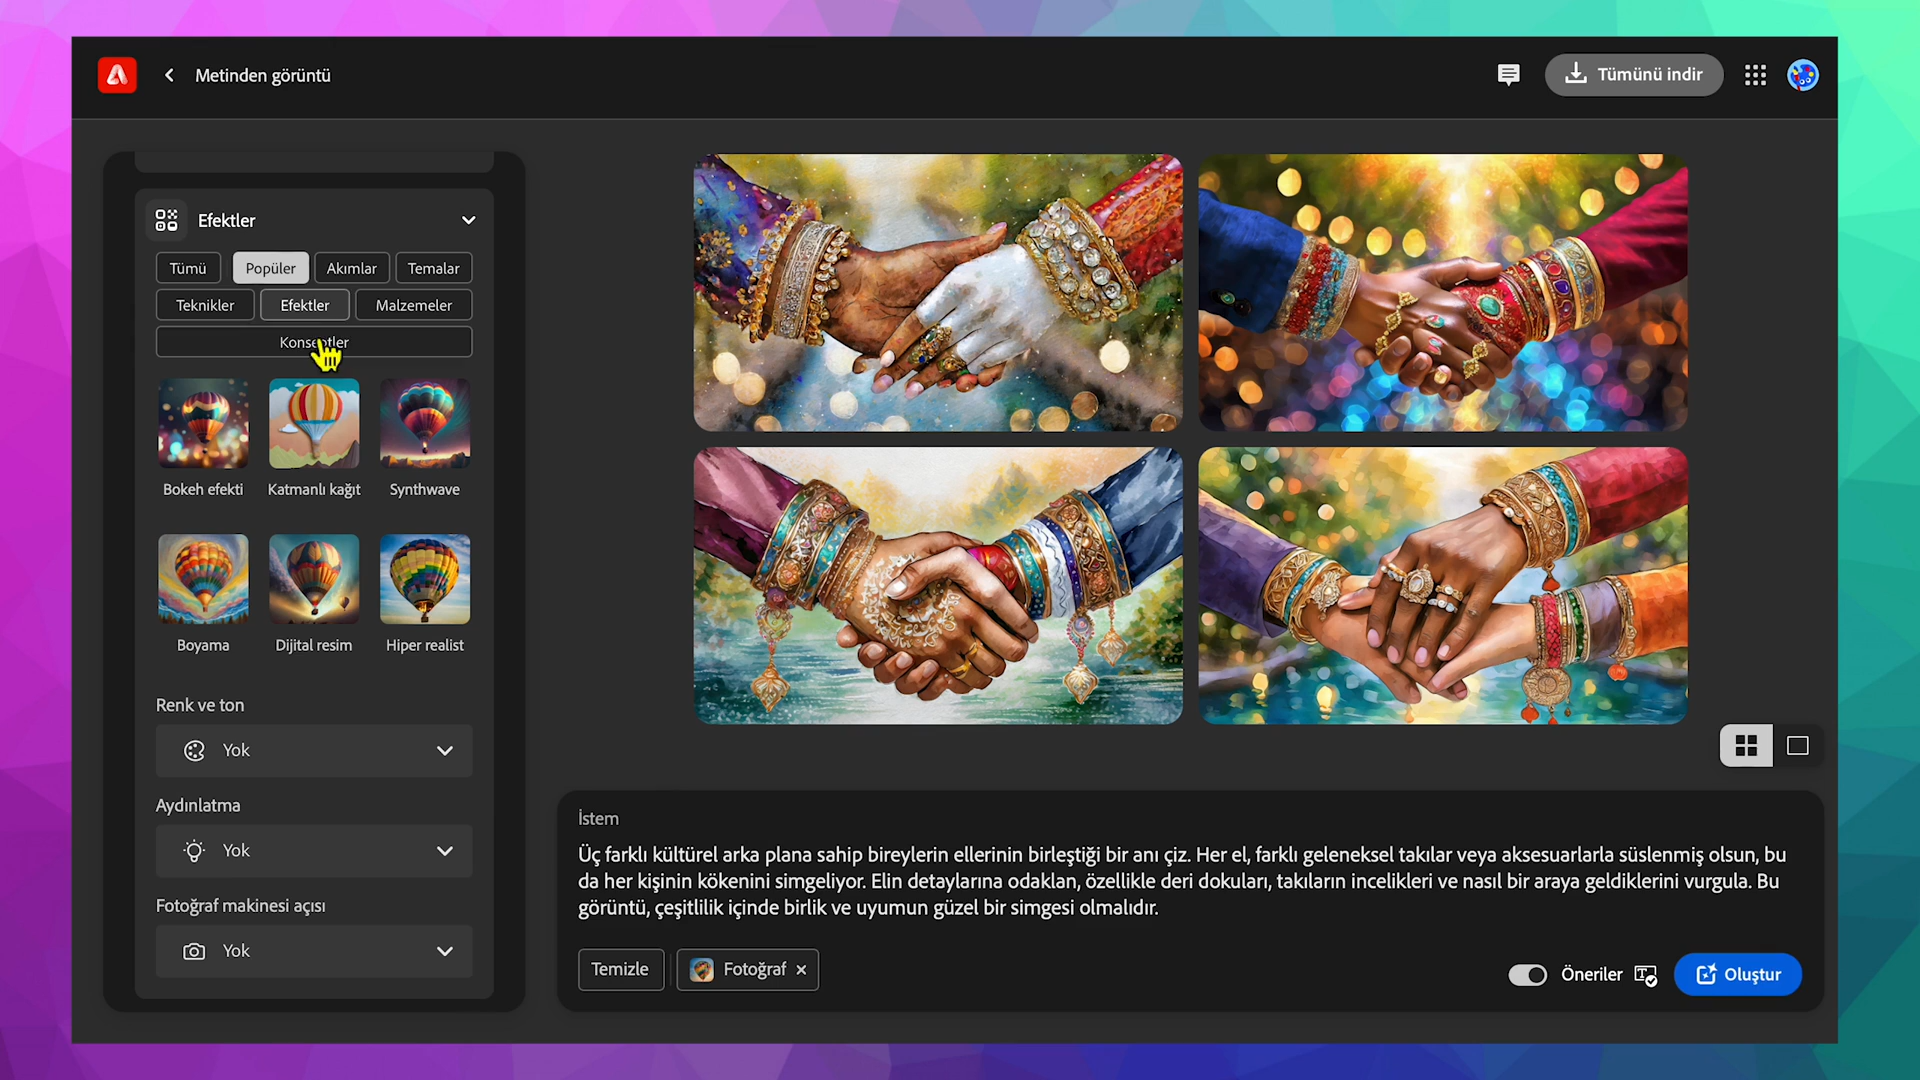 Metinden görüntü
Tümünü indir
Efektler
Tümü
Popüler
Akımlar
Temalar
Teknikler
Efektler
Malzemeler
Konseptler
Bokeh efekti
Katmanlı kağıt
Synthwave
Boyama
Dijital resim
Hiper realist
Renk ve ton
Yok
Aydınlatma
Yok
Fotoğraf makinesi açısı
Yok
İstem
Üç farklı kültürel arka plana sahip bireylerin ellerinin birleştiği bir anı çiz. Her el, farklı geleneksel takılar veya aksesuarlarla süslenmiş olsun, bu
da her kişinin kökenini simgeliyor. Elin detaylarına odaklan, özellikle deri dokuları, takıların incelikleri ve nasıl bir araya geldiklerini vurgula. Bu
görüntü, çeşitlilik içinde birlik ve uyumun güzel bir simgesi olmalıdır.
Temizle
Fotoğraf
Öneriler
Oluştur